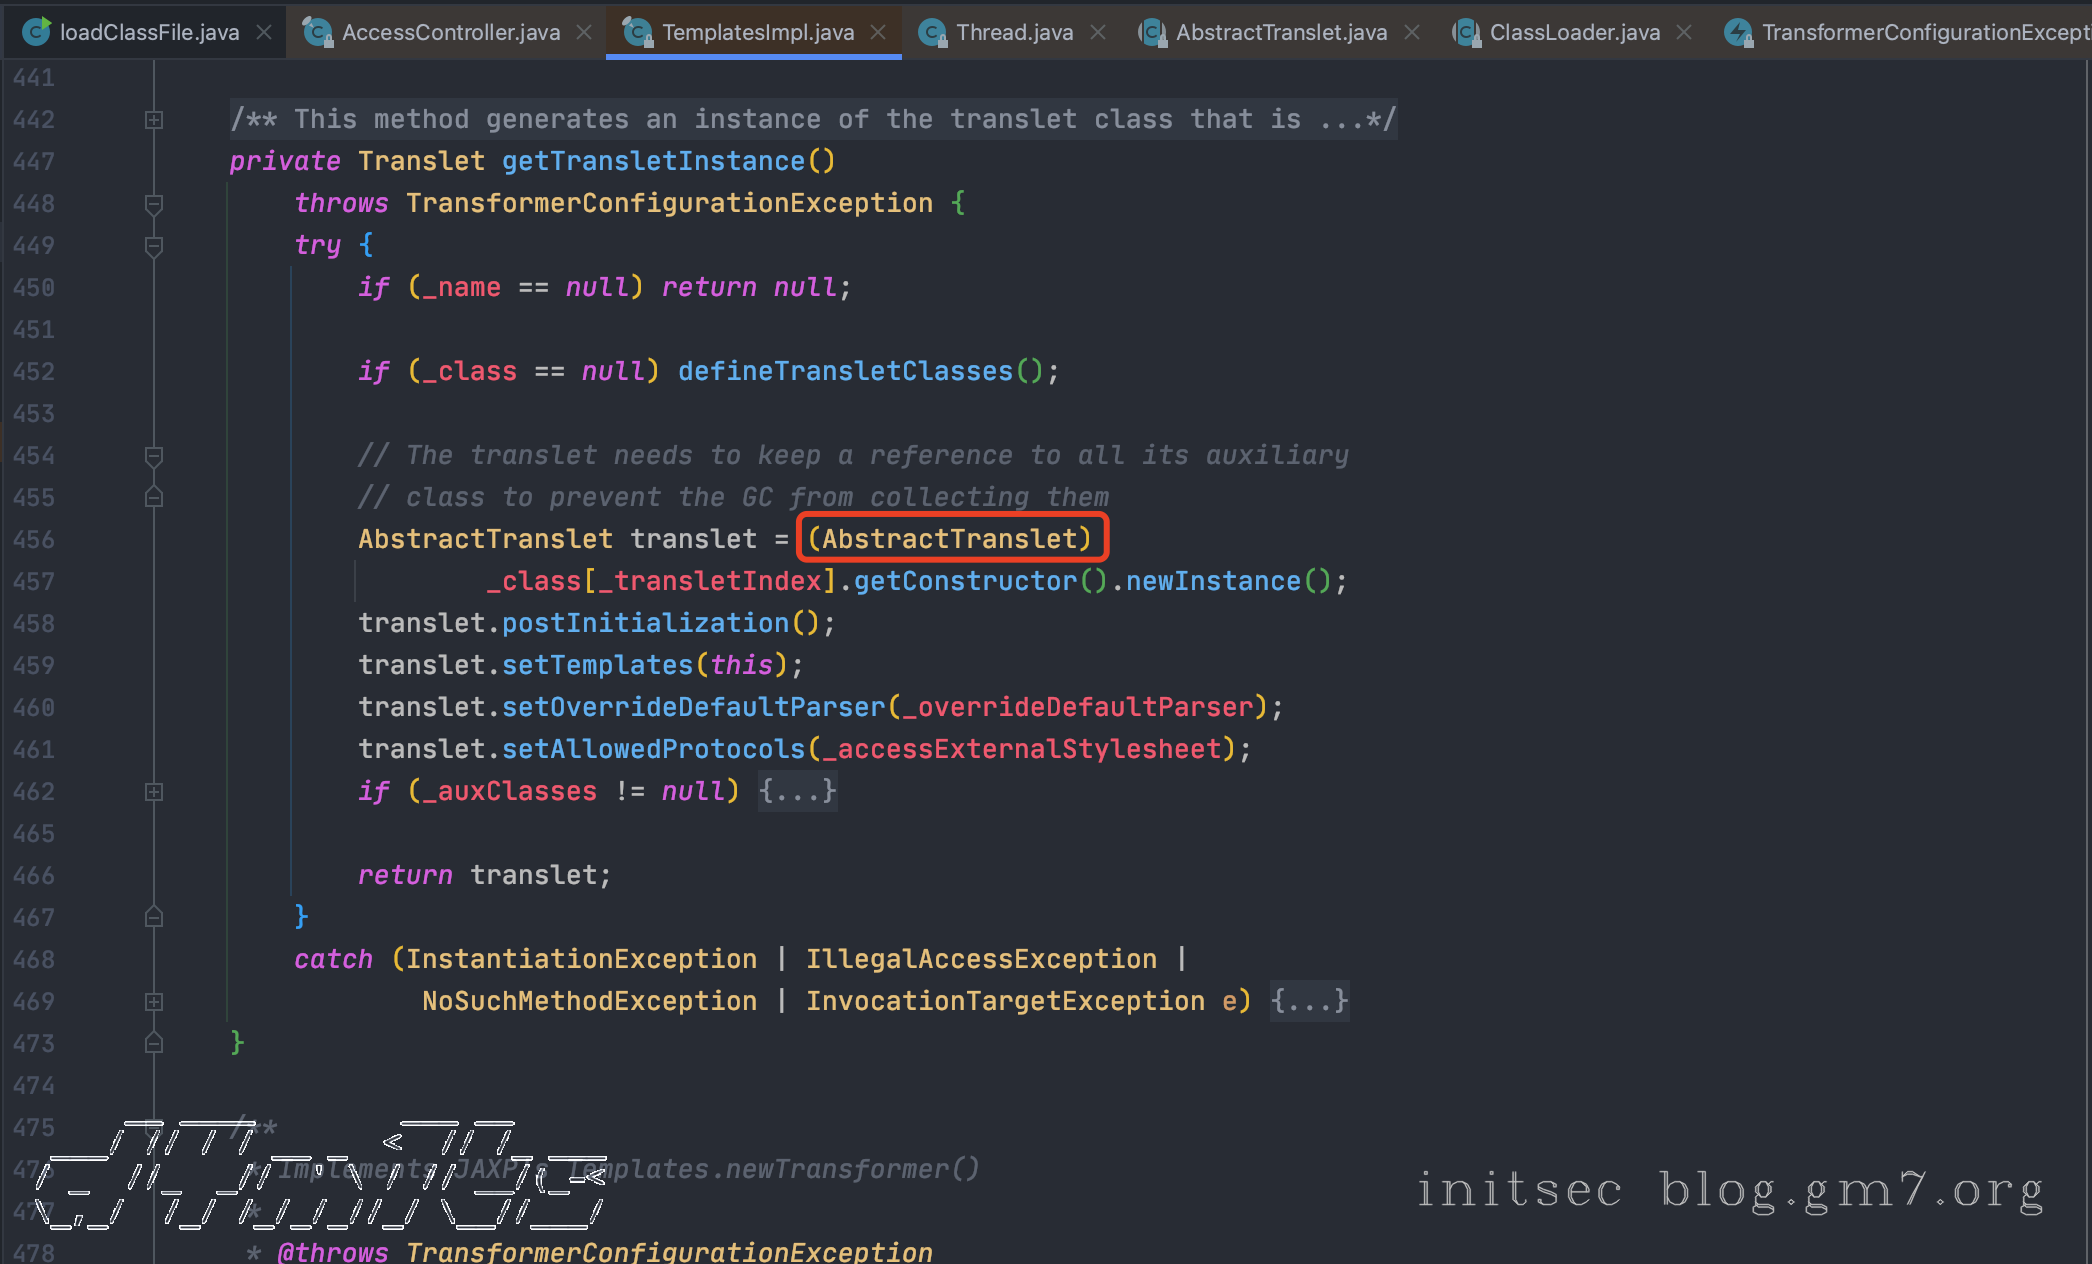 loadClassFile.java AccessController.java TemplatesImpl.java Thread.java AbstractTranslet.java ClassLoader.java TransformerConfigurationExcept
441
442 /** This method generates an instance of the translet class that is ...*/
447 private Translet getTransletInstance()
448 throws TransformerConfigurationException {
449 try {
450 if (_name == null) return null;
451
452 if (_class == null) defineTransletClasses();
453
454 // The translet needs to keep a reference to all its auxiliary
455 // class to prevent the GC from collecting them
456 AbstractTranslet translet = (AbstractTranslet)
457 _class[_transletIndex].getConstructor().newInstance();
458 translet.postInitialization();
459 translet.setTemplates(this);
460 translet.setOverrideDefaultParser(_overrideDefaultParser);
461 translet.setAllowedProtocols(_accessExternalStylesheet);
462 if (_auxClasses != null) {...}
465
466 return translet;
467 }
468 catch (InstantiationException | IllegalAccessException |
469 NoSuchMethodException | InvocationTargetException e) {...}
473 }
474
475 /**
476 * Implements JAXP's Templates.newTransformer()
477 *
478 * @throws TransformerConfigurationException
initsec blog.gm7.org